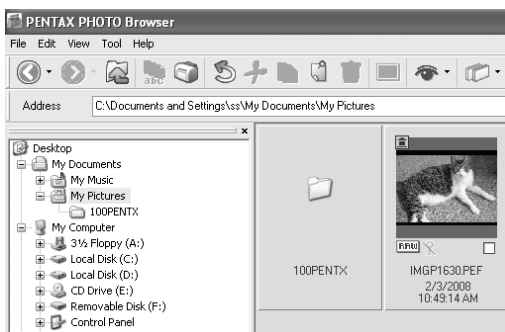 PENTAX PHOTO Browser
File Edit View Tool Help
abc
Address C:\Documents and Settings\ss\My Documents\My Pictures
Desktop
My Documents
My Music
My Pictures
100PENTX
My Computer
3½ Floppy (A:)
Local Disk (C:)
Local Disk (D:)
CD Drive (E:)
Removable Disk (F:)
Control Panel
100PENTX
RAW
IMGP1630.PEF
2/3/2008
10:49:14 AM